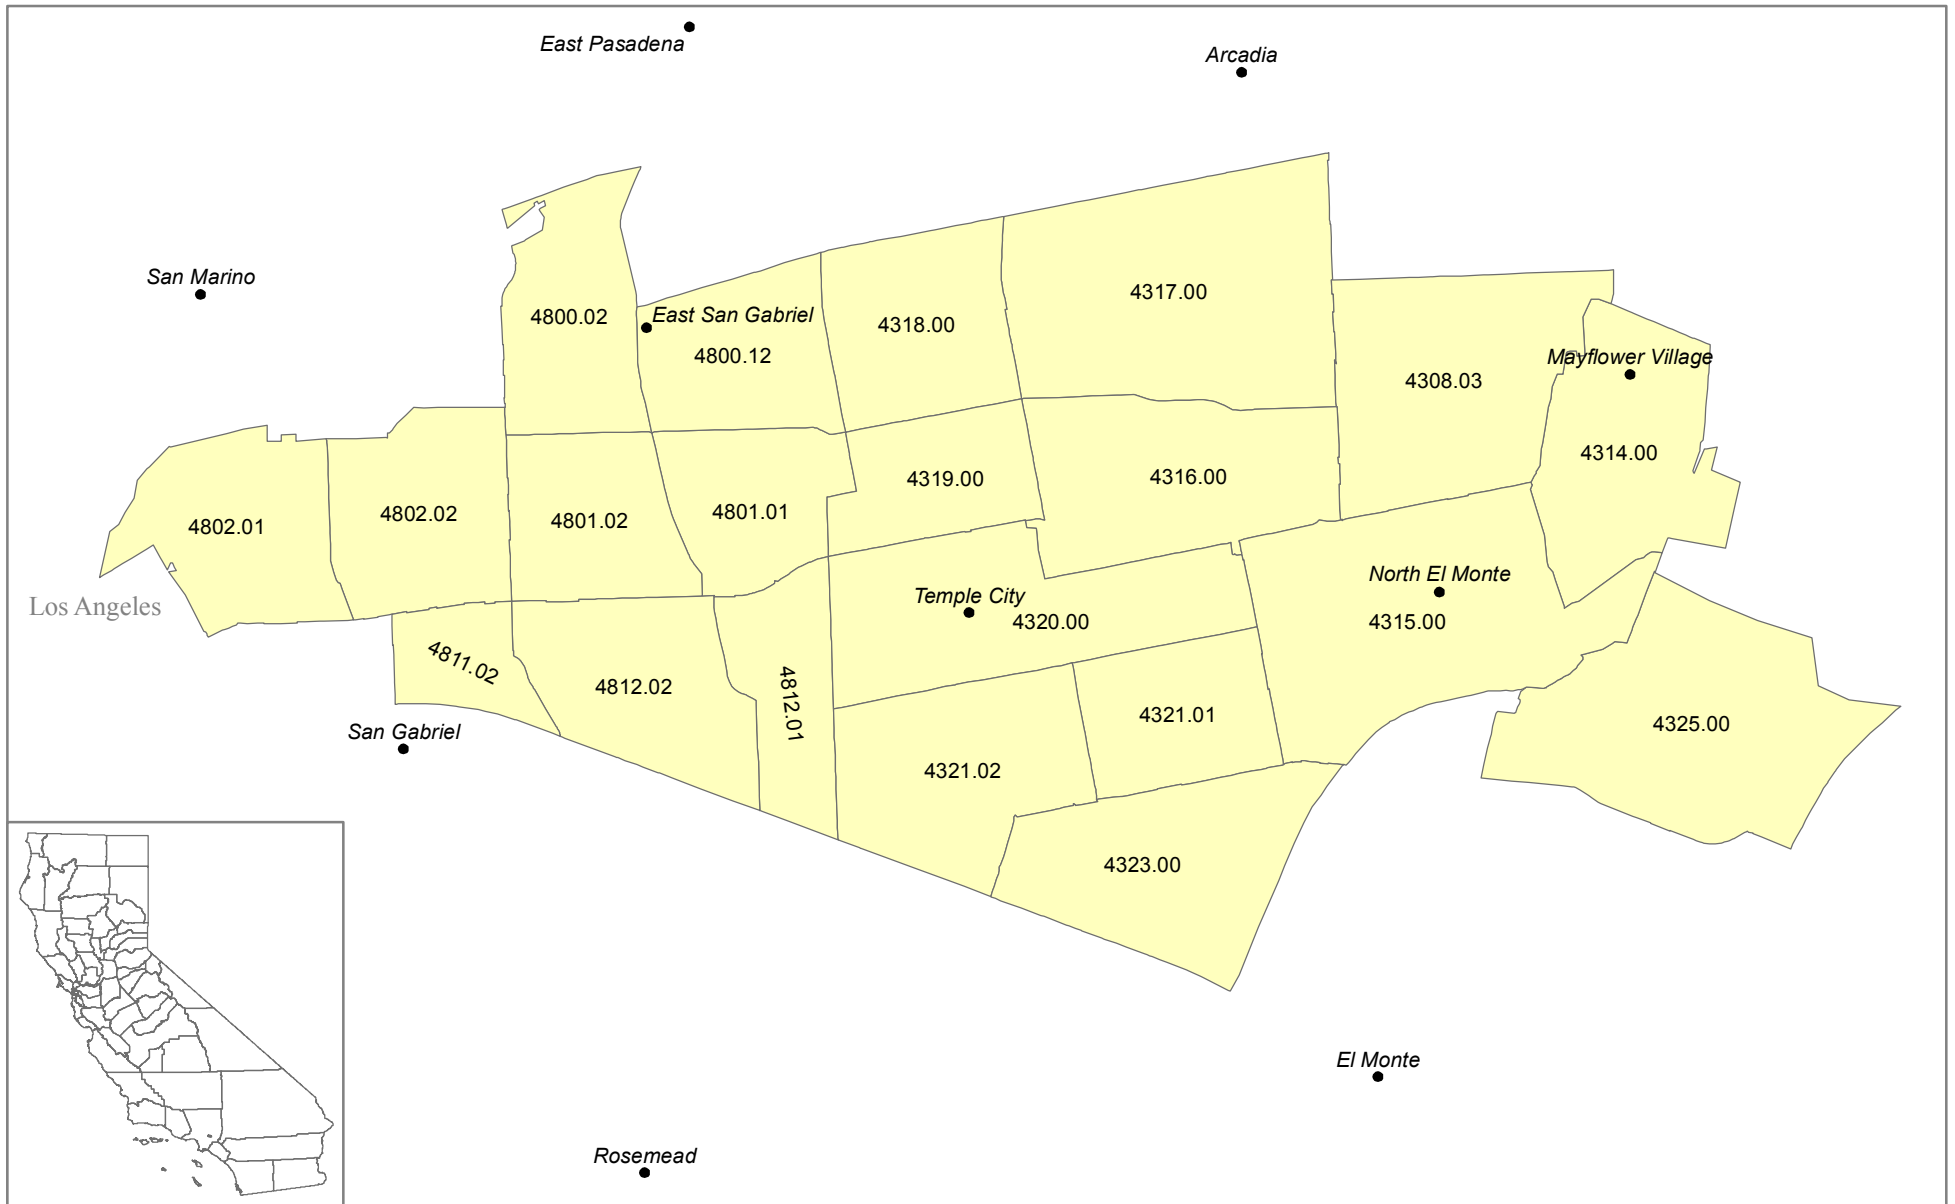 East Pasadena
Arcadia
San Marino
4317.00
4800.02
East San Gabriel
4318.00
4800.12
Mayflower Village
4308.03
4314.00
4319.00
4316.00
4802.02
4801.01
4802.01
4801.02
North El Monte
Temple City
Los Angeles
4320.00
4315.00
4811.02
4812.02
4812.01
4321.01
4325.00
San Gabriel
4321.02
4323.00
El Monte
Rosemead